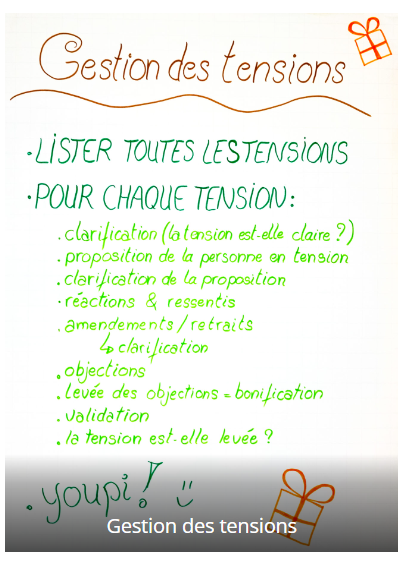 Gestion des tensions
• LISTER TOUTES LES TENSIONS
• POUR CHAQUE TENSION :
. clarification (la tension est-elle claire ?)
. proposition de la personne en tension
. clarification de la proposition
. réactions & ressentis
. amendements / retraits
↳ clarification
. objections
. levée des objections = bonification
. validation
. la tension est-elle levée ?
. youpi ! :)
Gestion des tensions